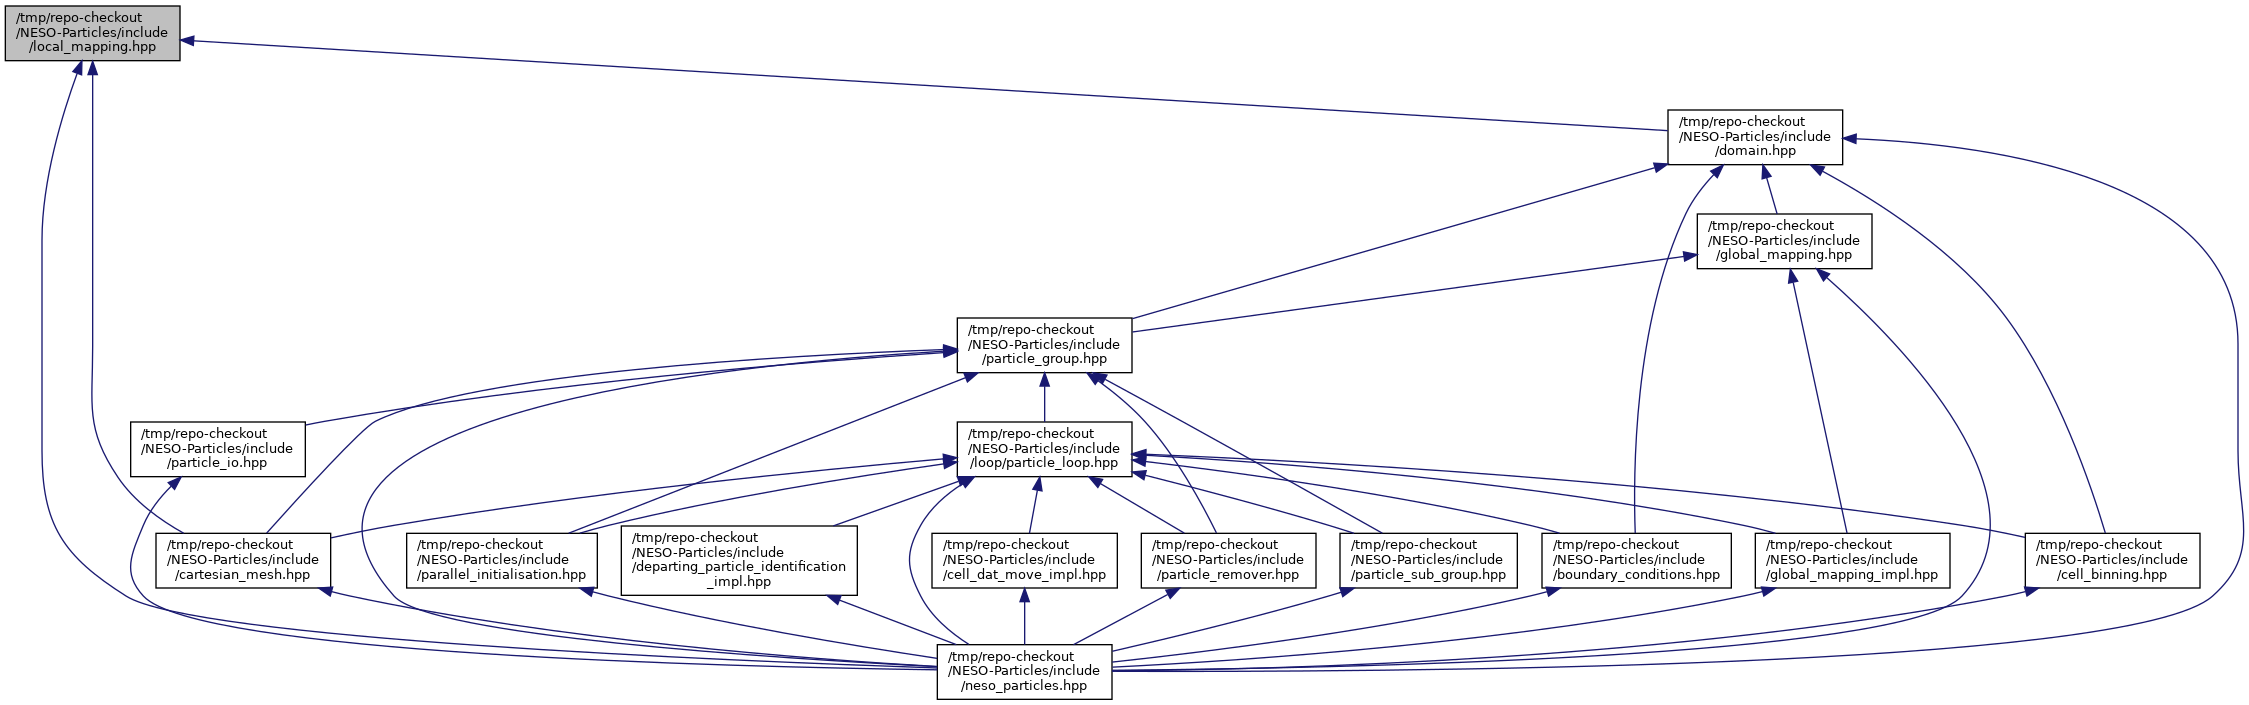 /tmp/repo-checkout
/NESO-Particles/include
/local_mapping.hpp
/tmp/repo-checkout
/NESO-Particles/include
/domain.hpp
/tmp/repo-checkout
/NESO-Particles/include
/global_mapping.hpp
/tmp/repo-checkout
/NESO-Particles/include
/particle_group.hpp
/tmp/repo-checkout
/NESO-Particles/include
/particle_io.hpp
/tmp/repo-checkout
/NESO-Particles/include
/loop/particle_loop.hpp
/tmp/repo-checkout
/NESO-Particles/include
/cartesian_mesh.hpp
/tmp/repo-checkout
/NESO-Particles/include
/parallel_initialisation.hpp
/tmp/repo-checkout
/NESO-Particles/include
/departing_particle_identification
_impl.hpp
/tmp/repo-checkout
/NESO-Particles/include
/cell_dat_move_impl.hpp
/tmp/repo-checkout
/NESO-Particles/include
/particle_remover.hpp
/tmp/repo-checkout
/NESO-Particles/include
/particle_sub_group.hpp
/tmp/repo-checkout
/NESO-Particles/include
/boundary_conditions.hpp
/tmp/repo-checkout
/NESO-Particles/include
/global_mapping_impl.hpp
/tmp/repo-checkout
/NESO-Particles/include
/cell_binning.hpp
/tmp/repo-checkout
/NESO-Particles/include
/neso_particles.hpp